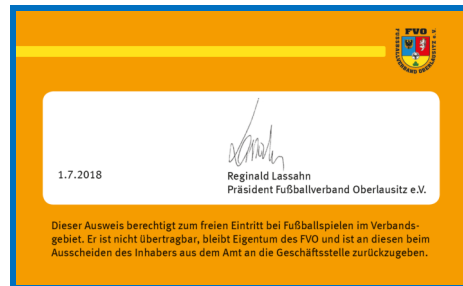 FVO
FUSSBALLVERBAND OBERLAUSITZ e.V.
1.7.2018
Reginald Lassahn
Präsident Fußballverband Oberlausitz e.V.
Dieser Ausweis berechtigt zum freien Eintritt bei Fußballspielen im Verbands-
gebiet. Er ist nicht übertragbar, bleibt Eigentum des FVO und ist an diesen beim
Ausscheiden des Inhabers aus dem Amt an die Geschäftsstelle zurückzugeben.